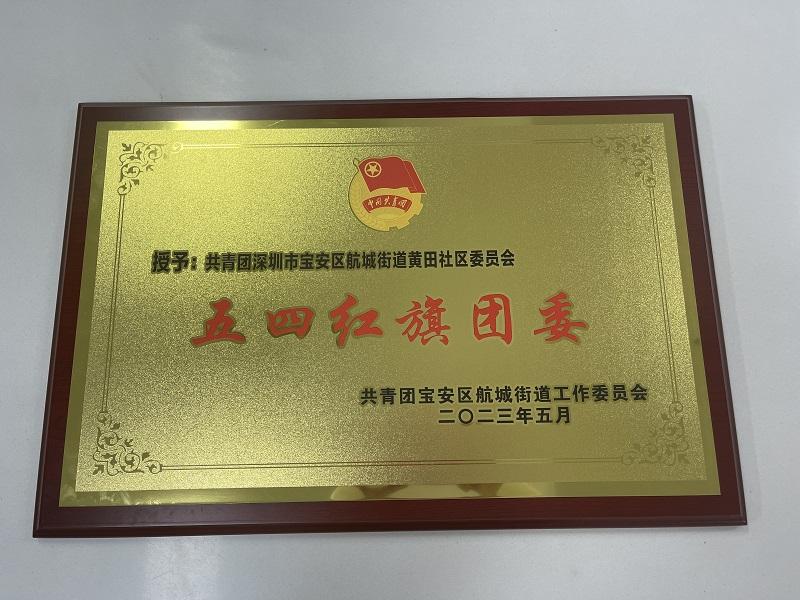 中国共青团
授予：共青团深圳市宝安区航城街道黄田社区委员会
五四红旗团委
共青团宝安区航城街道工作委员会
二〇二三年五月